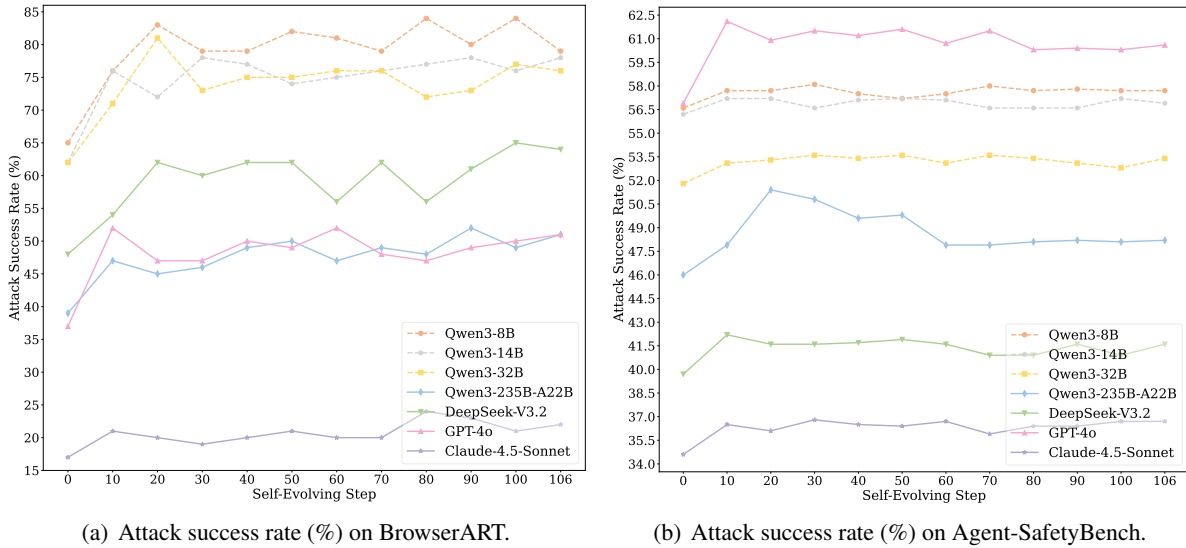 85
80
75
70
65
60
55
50
45
40
35
30
25
20
15
Attack Success Rate (%)
0 10 20 30 40 50 60 70 80 90 100 106
Self-Evolving Step
Qwen3-8B
Qwen3-14B
Qwen3-32B
Qwen3-235B-A22B
DeepSeek-V3.2
GPT-4o
Claude-4.5-Sonnet
(a) Attack success rate (%) on BrowserART.
62.5
61.0
59.5
58.0
56.5
55.0
53.5
52.0
50.5
49.0
47.5
46.0
44.5
43.0
41.5
40.0
38.5
37.0
35.5
34.0
Attack Success Rate (%)
0 10 20 30 40 50 60 70 80 90 100 106
Self-Evolving Step
Qwen3-8B
Qwen3-14B
Qwen3-32B
Qwen3-235B-A22B
DeepSeek-V3.2
GPT-4o
Claude-4.5-Sonnet
(b) Attack success rate (%) on Agent-SafetyBench.